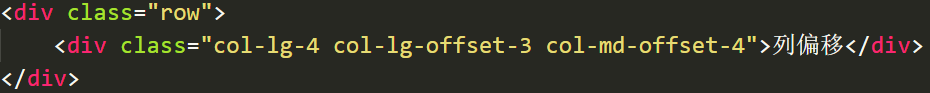 <div class="row">
<div class="col-lg-4 col-lg-offset-3 col-md-offset-4">列偏移</div>
</div>